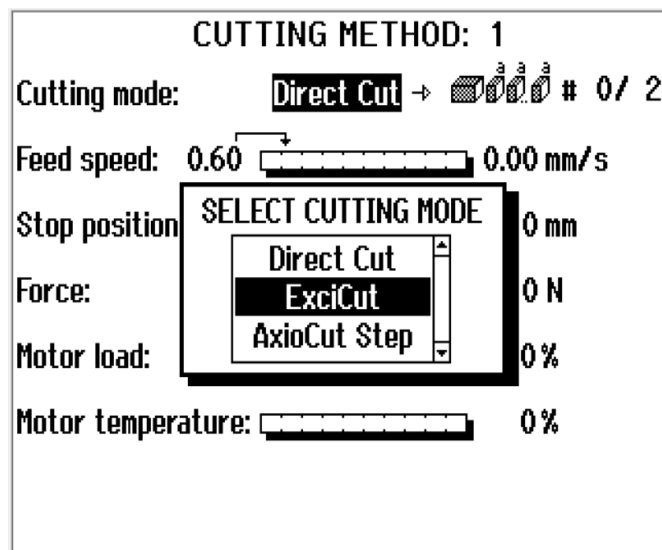 CUTTING METHOD: 1
Cutting mode: Direct Cut a a a # 0/ 2
Feed speed: 0.60 0.00 mm/s
SELECT CUTTING MODE
Stop position 0 mm
Direct Cut
ExciCut
Force: 0 N
AxioCut Step
Motor load: 0 %
Motor temperature: 0 %